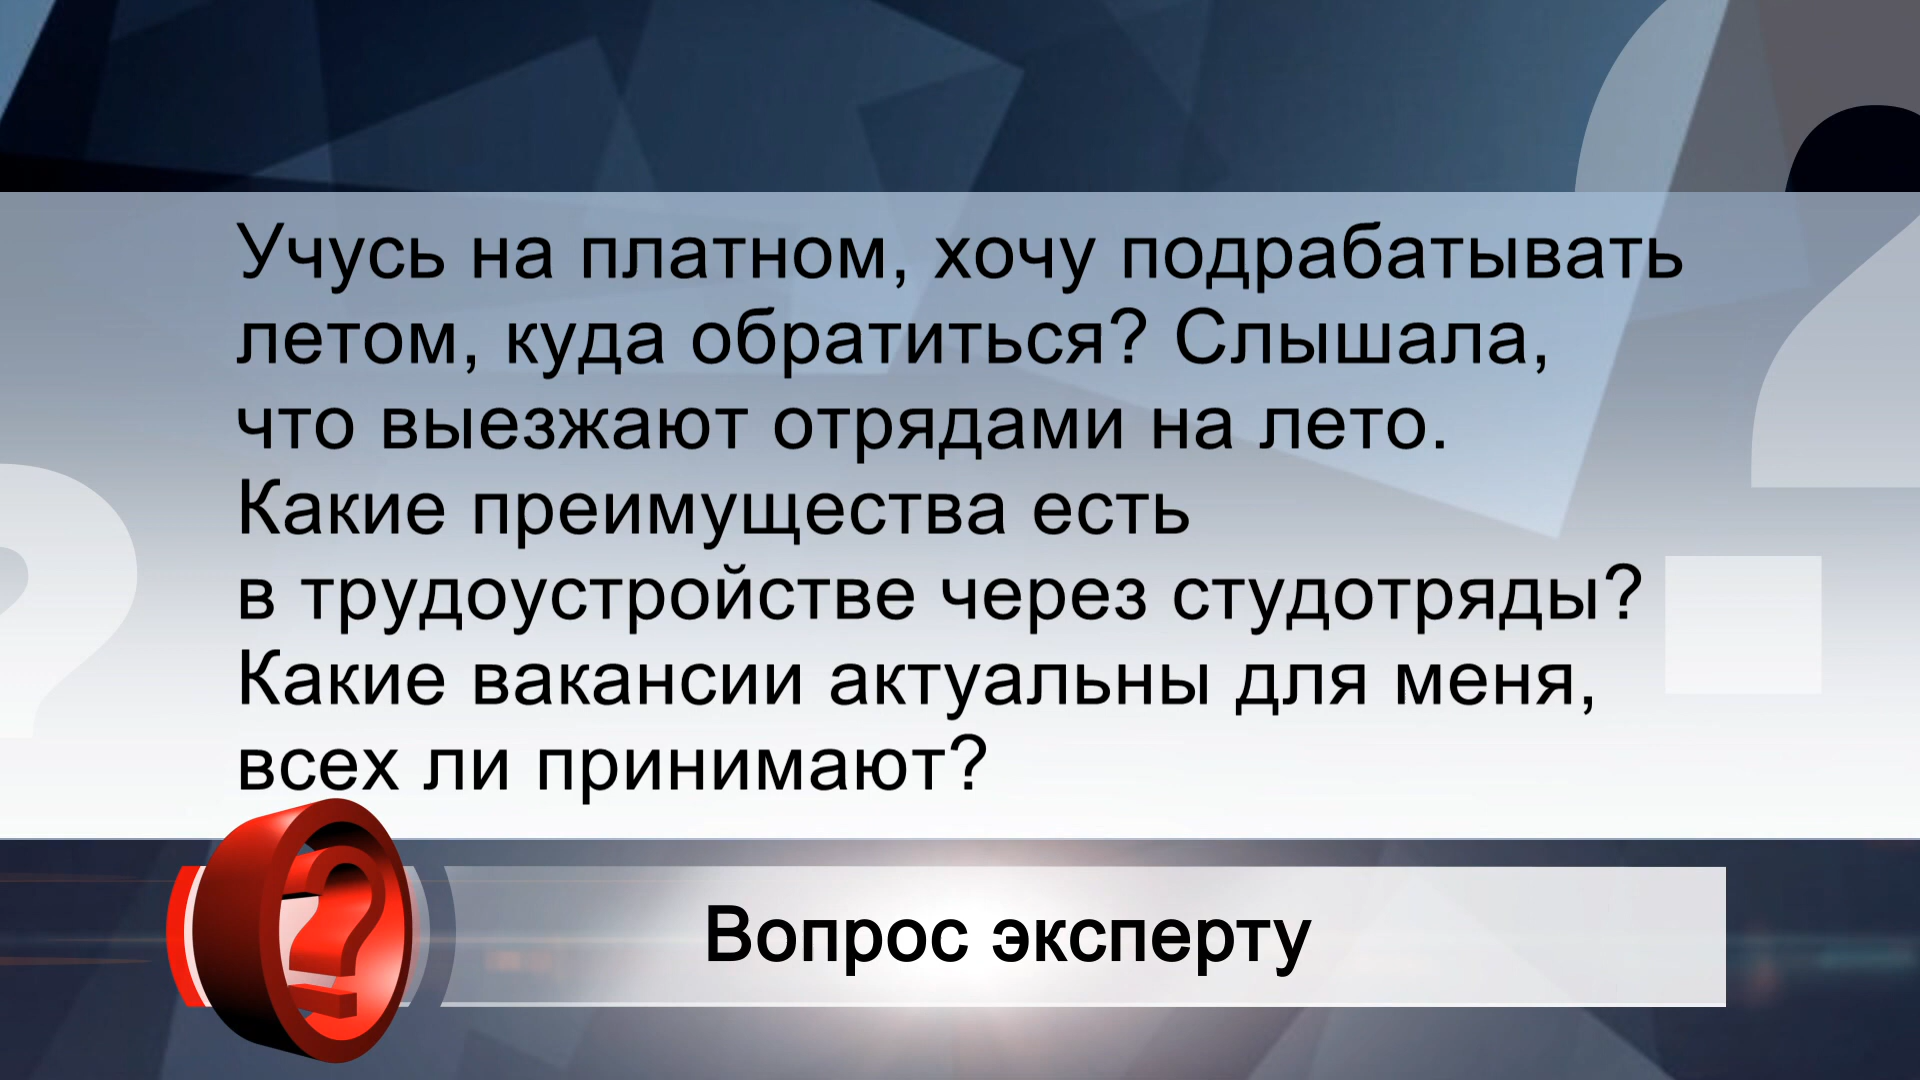 Учусь на платном, хочу подрабатывать
летом, куда обратиться? Слышала,
что выезжают отрядами на лето.
Какие преимущества есть
в трудоустройстве через студотряды?
Какие вакансии актуальны для меня,
всех ли принимают?
Вопрос эксперту